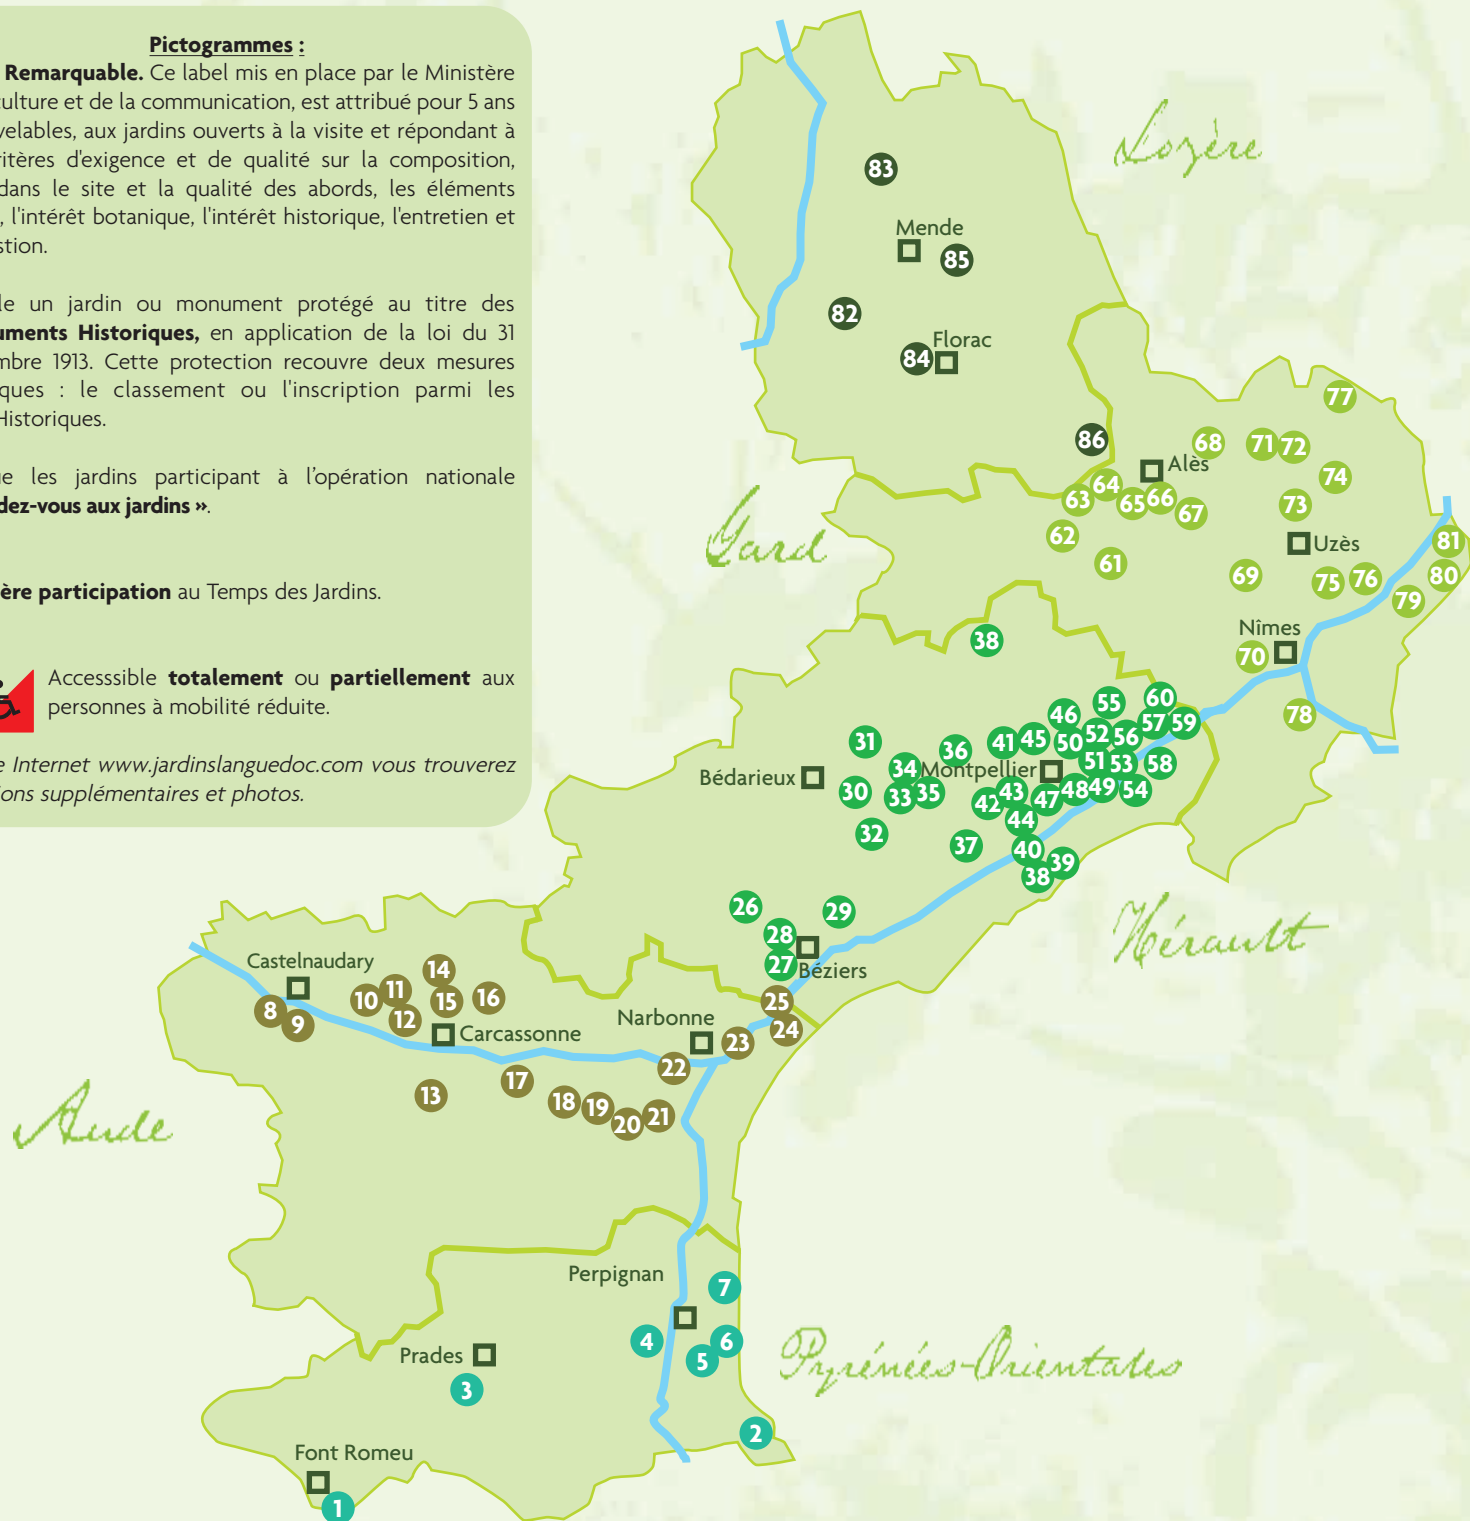 Pictogrammes :
Remarquable. Ce label mis en place par le Ministère
culture et de la communication, est attribué pour 5 ans
velables, aux jardins ouverts à la visite et répondant à
ritères d'exigence et de qualité sur la composition,
dans le site et la qualité des abords, les éléments
, l'intérêt botanique, l'intérêt historique, l'entretien et
stion.
le un jardin ou monument protégé au titre des
uments Historiques, en application de la loi du 31
mbre 1913. Cette protection recouvre deux mesures
iques : le classement ou l'inscription parmi les
Historiques.
ue les jardins participant à l'opération nationale
dez-vous aux jardins ».
ère participation au Temps des Jardins.
Accesssible totalement ou partiellement aux
personnes à mobilité réduite.
e Internet www.jardinslanguedoc.com vous trouverez
ions supplémentaires et photos.
Lozère
83
Mende
85
82
Florac
84
86
Gard
77
68
71
72
Alès
74
64
63
65
66
67
73
62
Uzès
81
61
69
75
76
80
79
Nîmes
70
78
Hérault
38
55
60
46
57
59
31
36
41
45
50
52
56
34
Montpellier
51
53
58
Bédarieux
30
33
35
42
43
47
48
49
54
32
44
37
40
39
38
26
29
28
27
Béziers
Aude
Castelnaudary
14
11
10
15
16
8
9
12
Carcassonne
Narbonne
25
24
23
22
13
17
18
19
20
21
Pyrénées-Orientales
Perpignan
7
4
6
5
Prades
3
2
Font Romeu
1